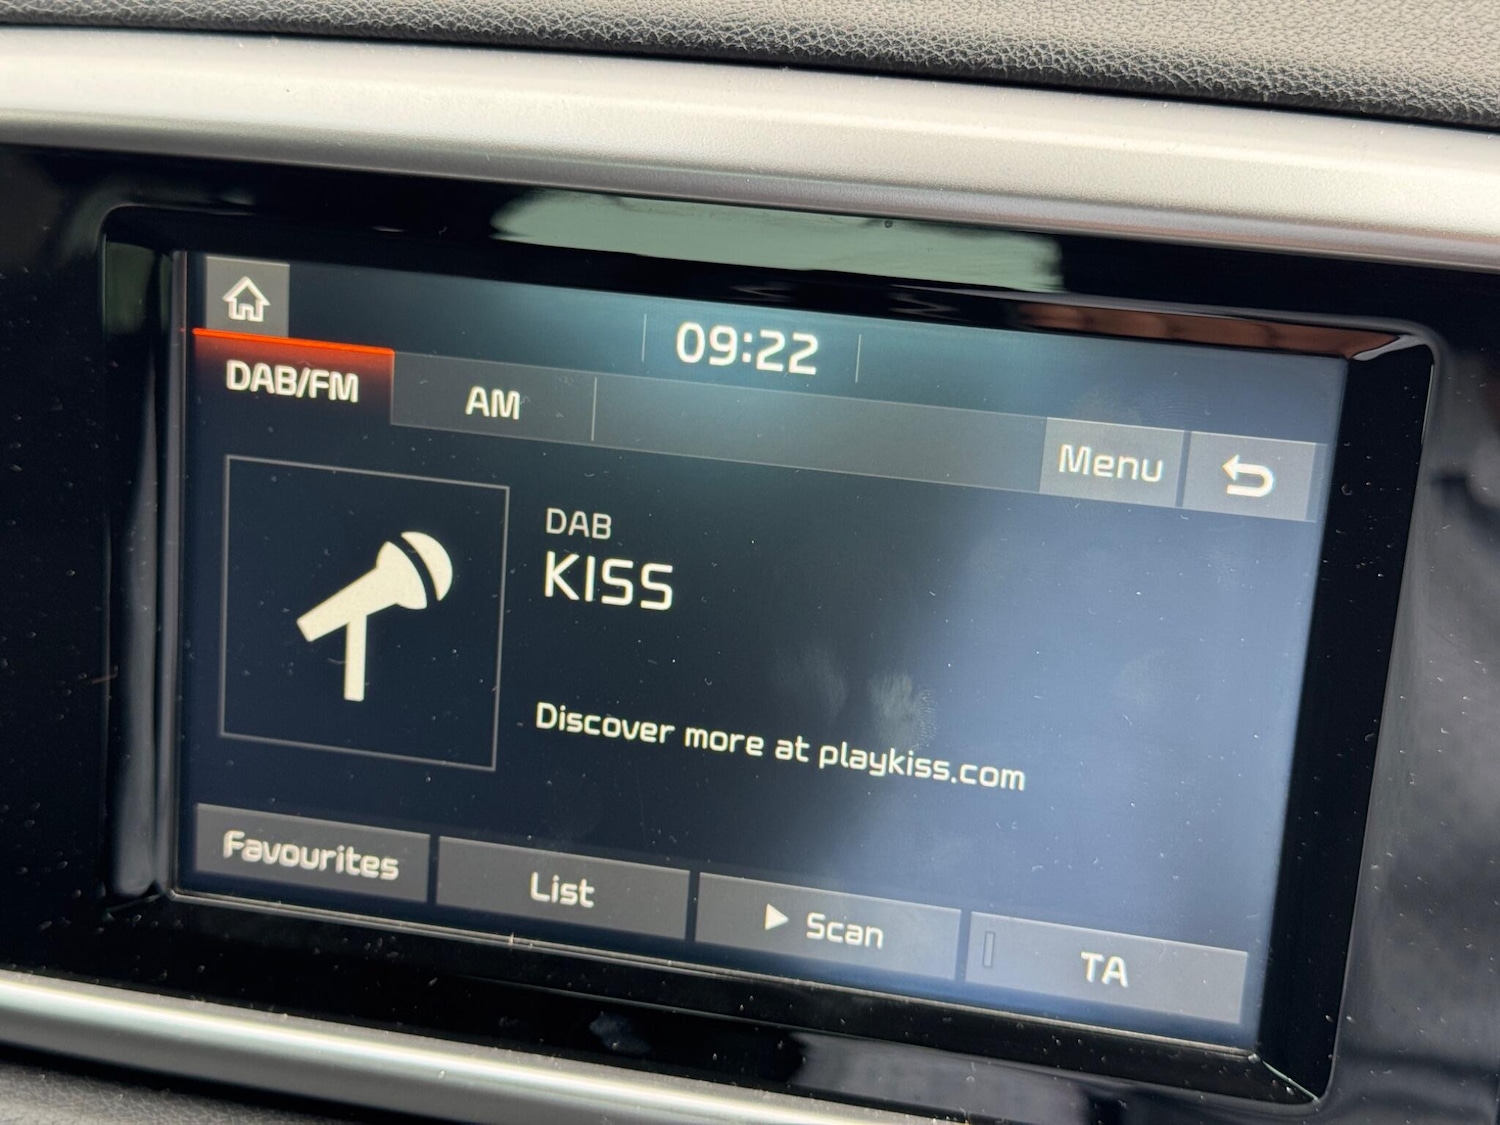 09:22
DAB/FM
AM
Menu
DAB
KISS
Discover more at playkiss.com
Favourites
List
Scan
TA